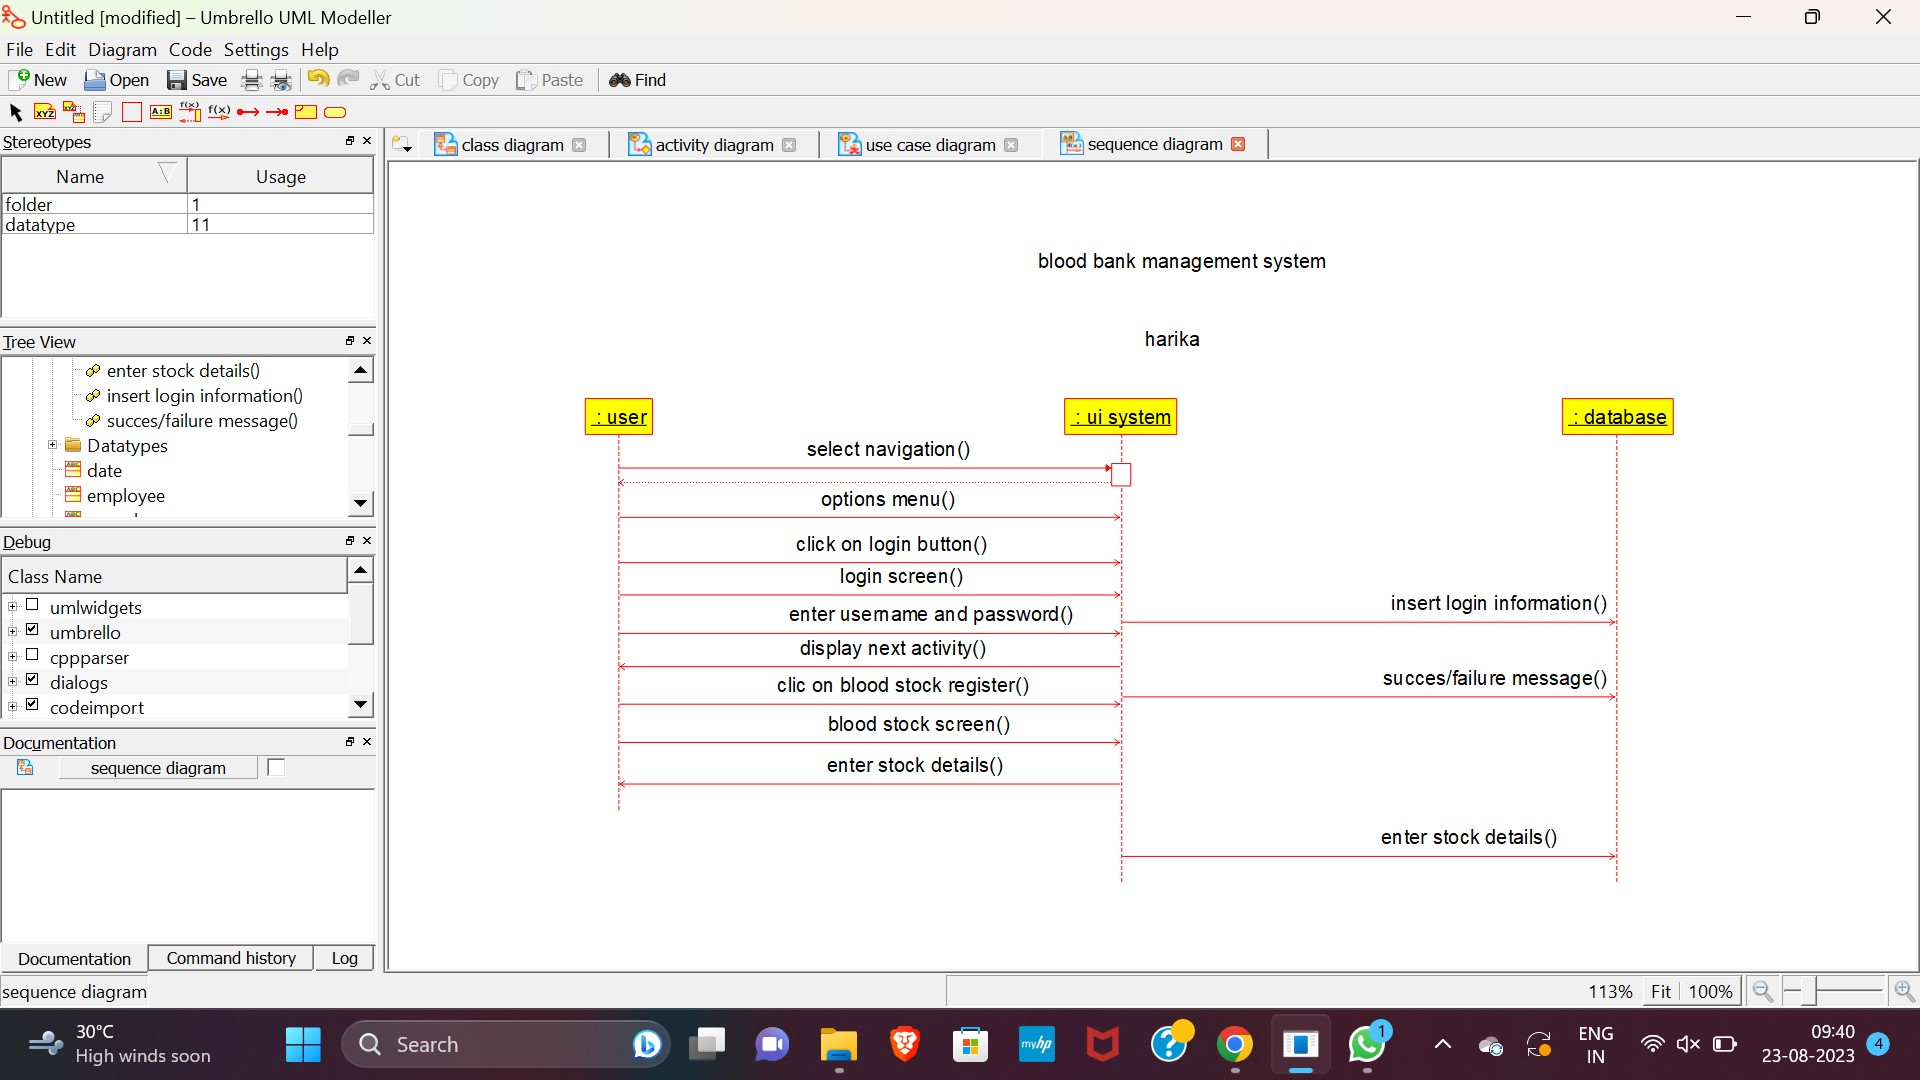 Untitled [modified] – Umbrello UML Modeller
File Edit Diagram Code Settings Help
New Open Save Cut Copy Paste Find
XYZ XYZ A:B f(x) f(x)
Stereotypes
Name Usage
folder 1
datatype 11
Tree View
enter stock details()
insert login information()
succes/failure message()
Datatypes
date
employee
Debug
Class Name
umlwidgets
umbrello
cppparser
dialogs
codeimport
Documentation
sequence diagram
Documentation Command history Log
class diagram activity diagram use case diagram sequence diagram
blood bank management system
harika
: user : ui system : database
select navigation()
options menu()
click on login button()
login screen()
insert login information()
enter username and password()
display next activity()
succes/failure message()
clic on blood stock register()
blood stock screen()
enter stock details()
enter stock details()
sequence diagram 113% Fit 100%
30°C
High winds soon
Search
myhp
1
ENG
IN
09:40
23-08-2023
4